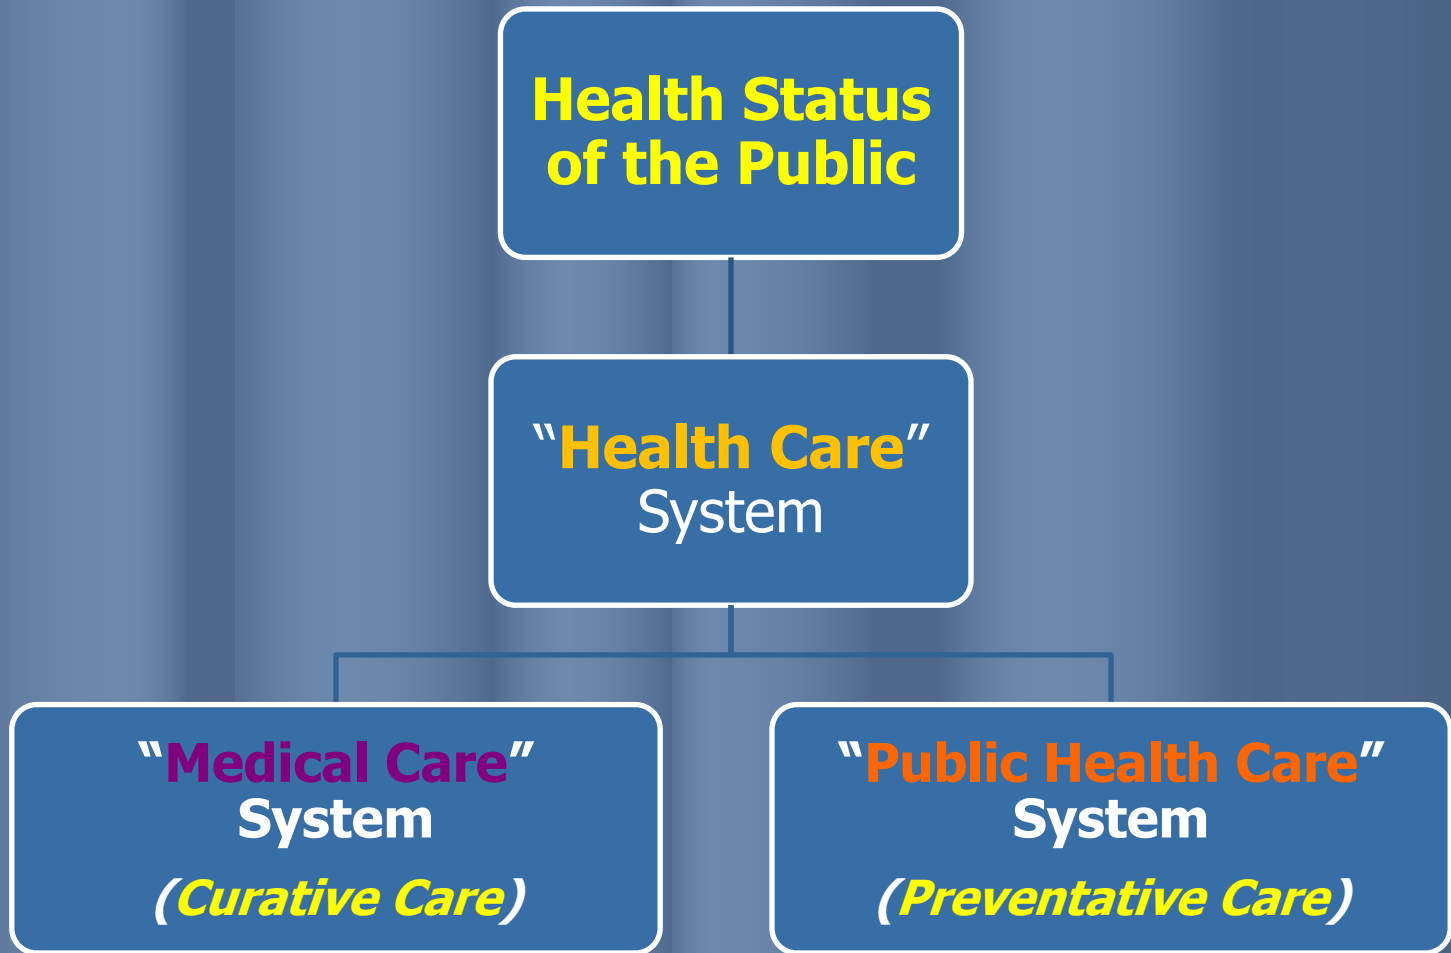 Health Status
of the Public
“Health Care”
System
“Medical Care”
System
(Curative Care)
“Public Health Care”
System
(Preventative Care)